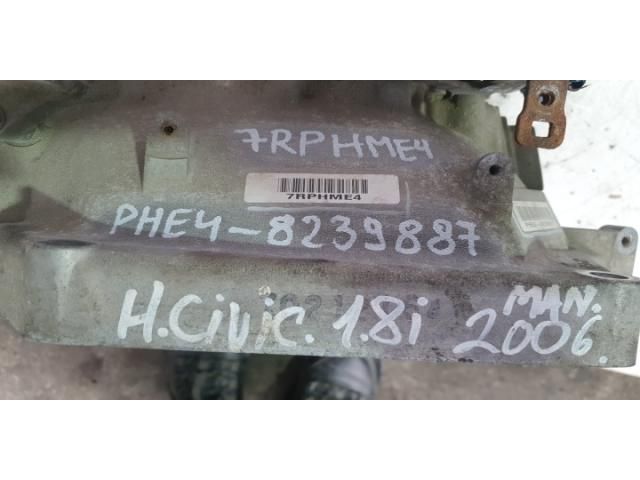 7RPHME4
7RPHME4
PHE4-8239887
H.Civic. 1.8i MAN.
2006.